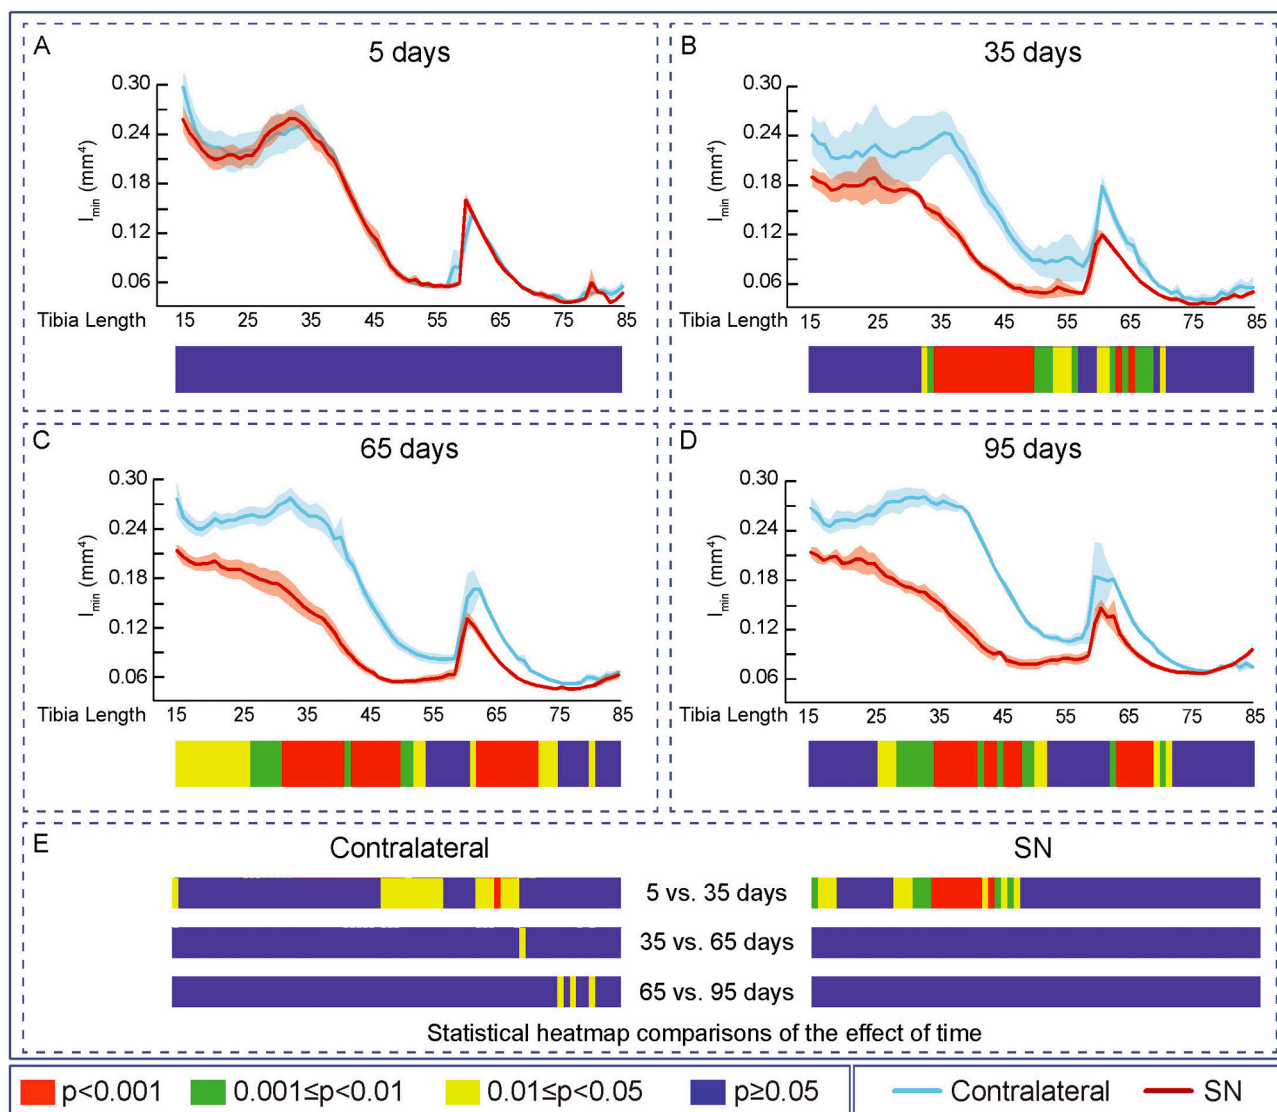 A
5 days
0.30
0.24
0.18
0.12
0.06
Imin (mm⁴)
Tibia Length 15 25 35 45 55 65 75 85
B
35 days
0.30
0.24
0.18
0.12
0.06
Imin (mm⁴)
Tibia Length 15 25 35 45 55 65 75 85
C
65 days
0.30
0.24
0.18
0.12
0.06
Imin (mm⁴)
Tibia Length 15 25 35 45 55 65 75 85
D
95 days
0.30
0.24
0.18
0.12
0.06
Imin (mm⁴)
Tibia Length 15 25 35 45 55 65 75 85
E
Contralateral SN
5 vs. 35 days
35 vs. 65 days
65 vs. 95 days
Statistical heatmap comparisons of the effect of time
p<0.001 0.001≤p<0.01 0.01≤p<0.05 p≥0.05 Contralateral SN